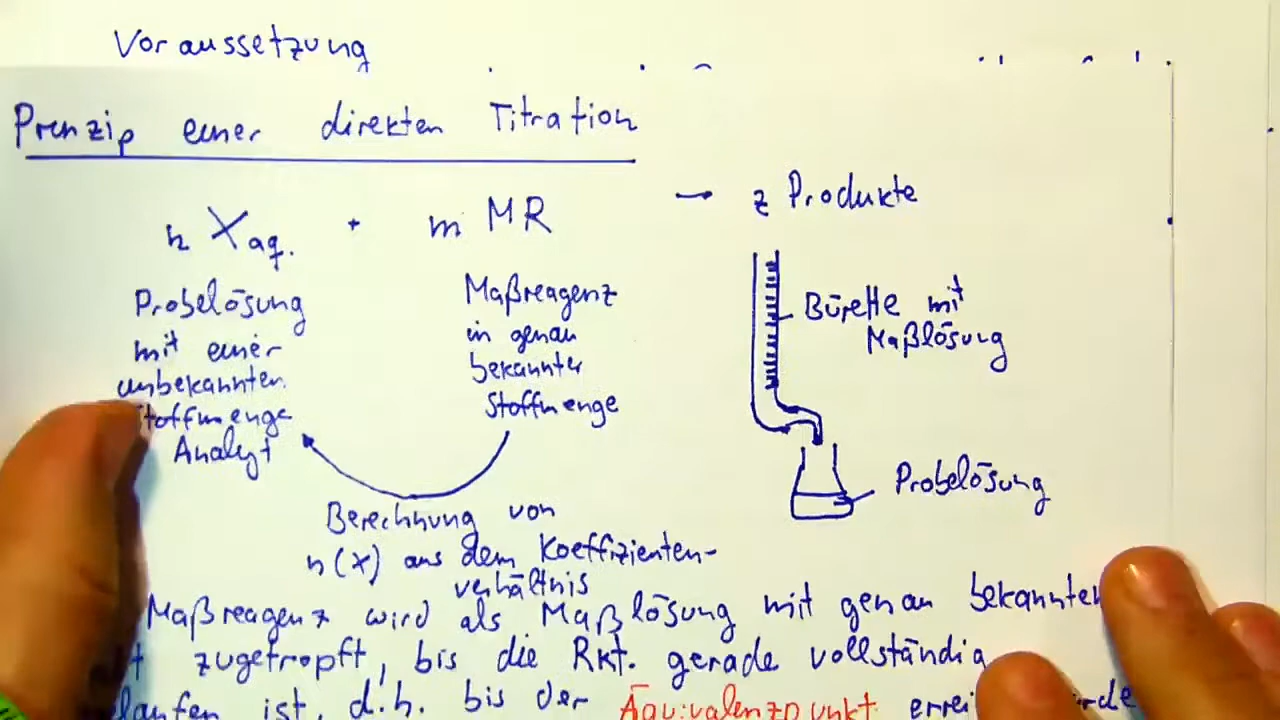 Voraussetzung
Prinzip einer direkten Titration
n X aq. + m MR → z Produkte
Probelösung
mit einer
unbekannten
Stoffmenge
Analyt
Maßreagenz
in genau
bekannter
Stoffmenge
Bürette mit
Maßlösung
Probelösung
Berechnung von
n(X) aus dem Koeffizienten-
verhältnis
Maßreagenz wird als Maßlösung mit genau bekannter
zugetropft, bis die Rkt. gerade vollständig
ist, d.h. bis der Äquivalenzpunkt